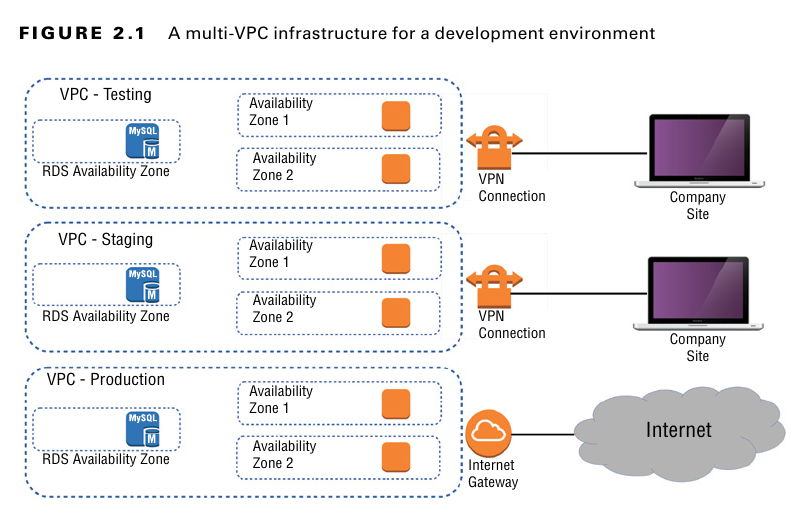 FIGURE 2.1 A multi-VPC infrastructure for a development environment
VPC - Testing
MySQL
M
RDS Availability Zone
Availability
Zone 1
Availability
Zone 2
VPN
Connection
Company
Site
VPC - Staging
MySQL
M
RDS Availability Zone
Availability
Zone 1
Availability
Zone 2
VPN
Connection
Company
Site
VPC - Production
MySQL
M
RDS Availability Zone
Availability
Zone 1
Availability
Zone 2
Internet
Gateway
Internet